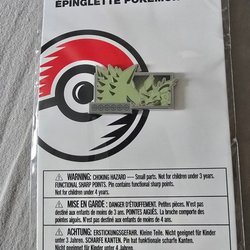 ÉPINGLETTE POKÉMON
WARNING: CHOKING HAZARD — Small parts. Not for children under 3 years.
FUNCTIONAL SHARP POINTS. Pin contains functional sharp points.
Not for children under 4 years.
MISE EN GARDE : DANGER D'ÉTOUFFEMENT. Petites pièces. N'est pas
destiné aux enfants de moins de 3 ans. POINTES AIGUËS. La broche comporte des
pointes aiguës. N'est pas destiné aux enfants de moins de 4 ans.
ACHTUNG: ERSTICKUNGSGEFAHR. Kleine Teile. Nicht geeignet für Kinder
unter 3 Jahren. SCHARFE KANTEN. Pin hat funktionale scharfe Kanten.
Nicht geeignet für Kinder unter 4 Jahren.